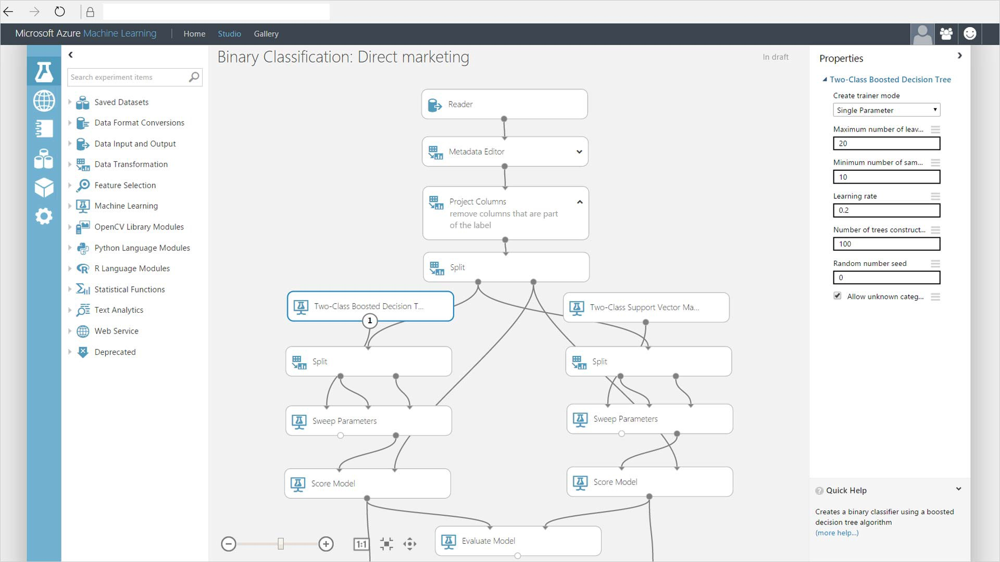 Microsoft Azure Machine Learning
Home
Studio
Gallery
Search experiment items
Saved Datasets
Data Format Conversions
Data Input and Output
Data Transformation
Feature Selection
Machine Learning
OpenCV Library Modules
Python Language Modules
R Language Modules
Statistical Functions
Text Analytics
Web Service
Deprecated
Binary Classification: Direct marketing
In draft
Reader
Metadata Editor
Project Columns
remove columns that are part
of the label
Split
Two-Class Boosted Decision T...
1
Two-Class Support Vector Ma...
Split
Split
Sweep Parameters
Sweep Parameters
Score Model
Score Model
Evaluate Model
1:1
Properties
Two-Class Boosted Decision Tree
Create trainer mode
Single Parameter
Maximum number of leav...
20
Minimum number of sam...
10
Learning rate
0.2
Number of trees construct...
100
Random number seed
0
Allow unknown categ...
? Quick Help
Creates a binary classifier using a boosted
decision tree algorithm
(more help...)